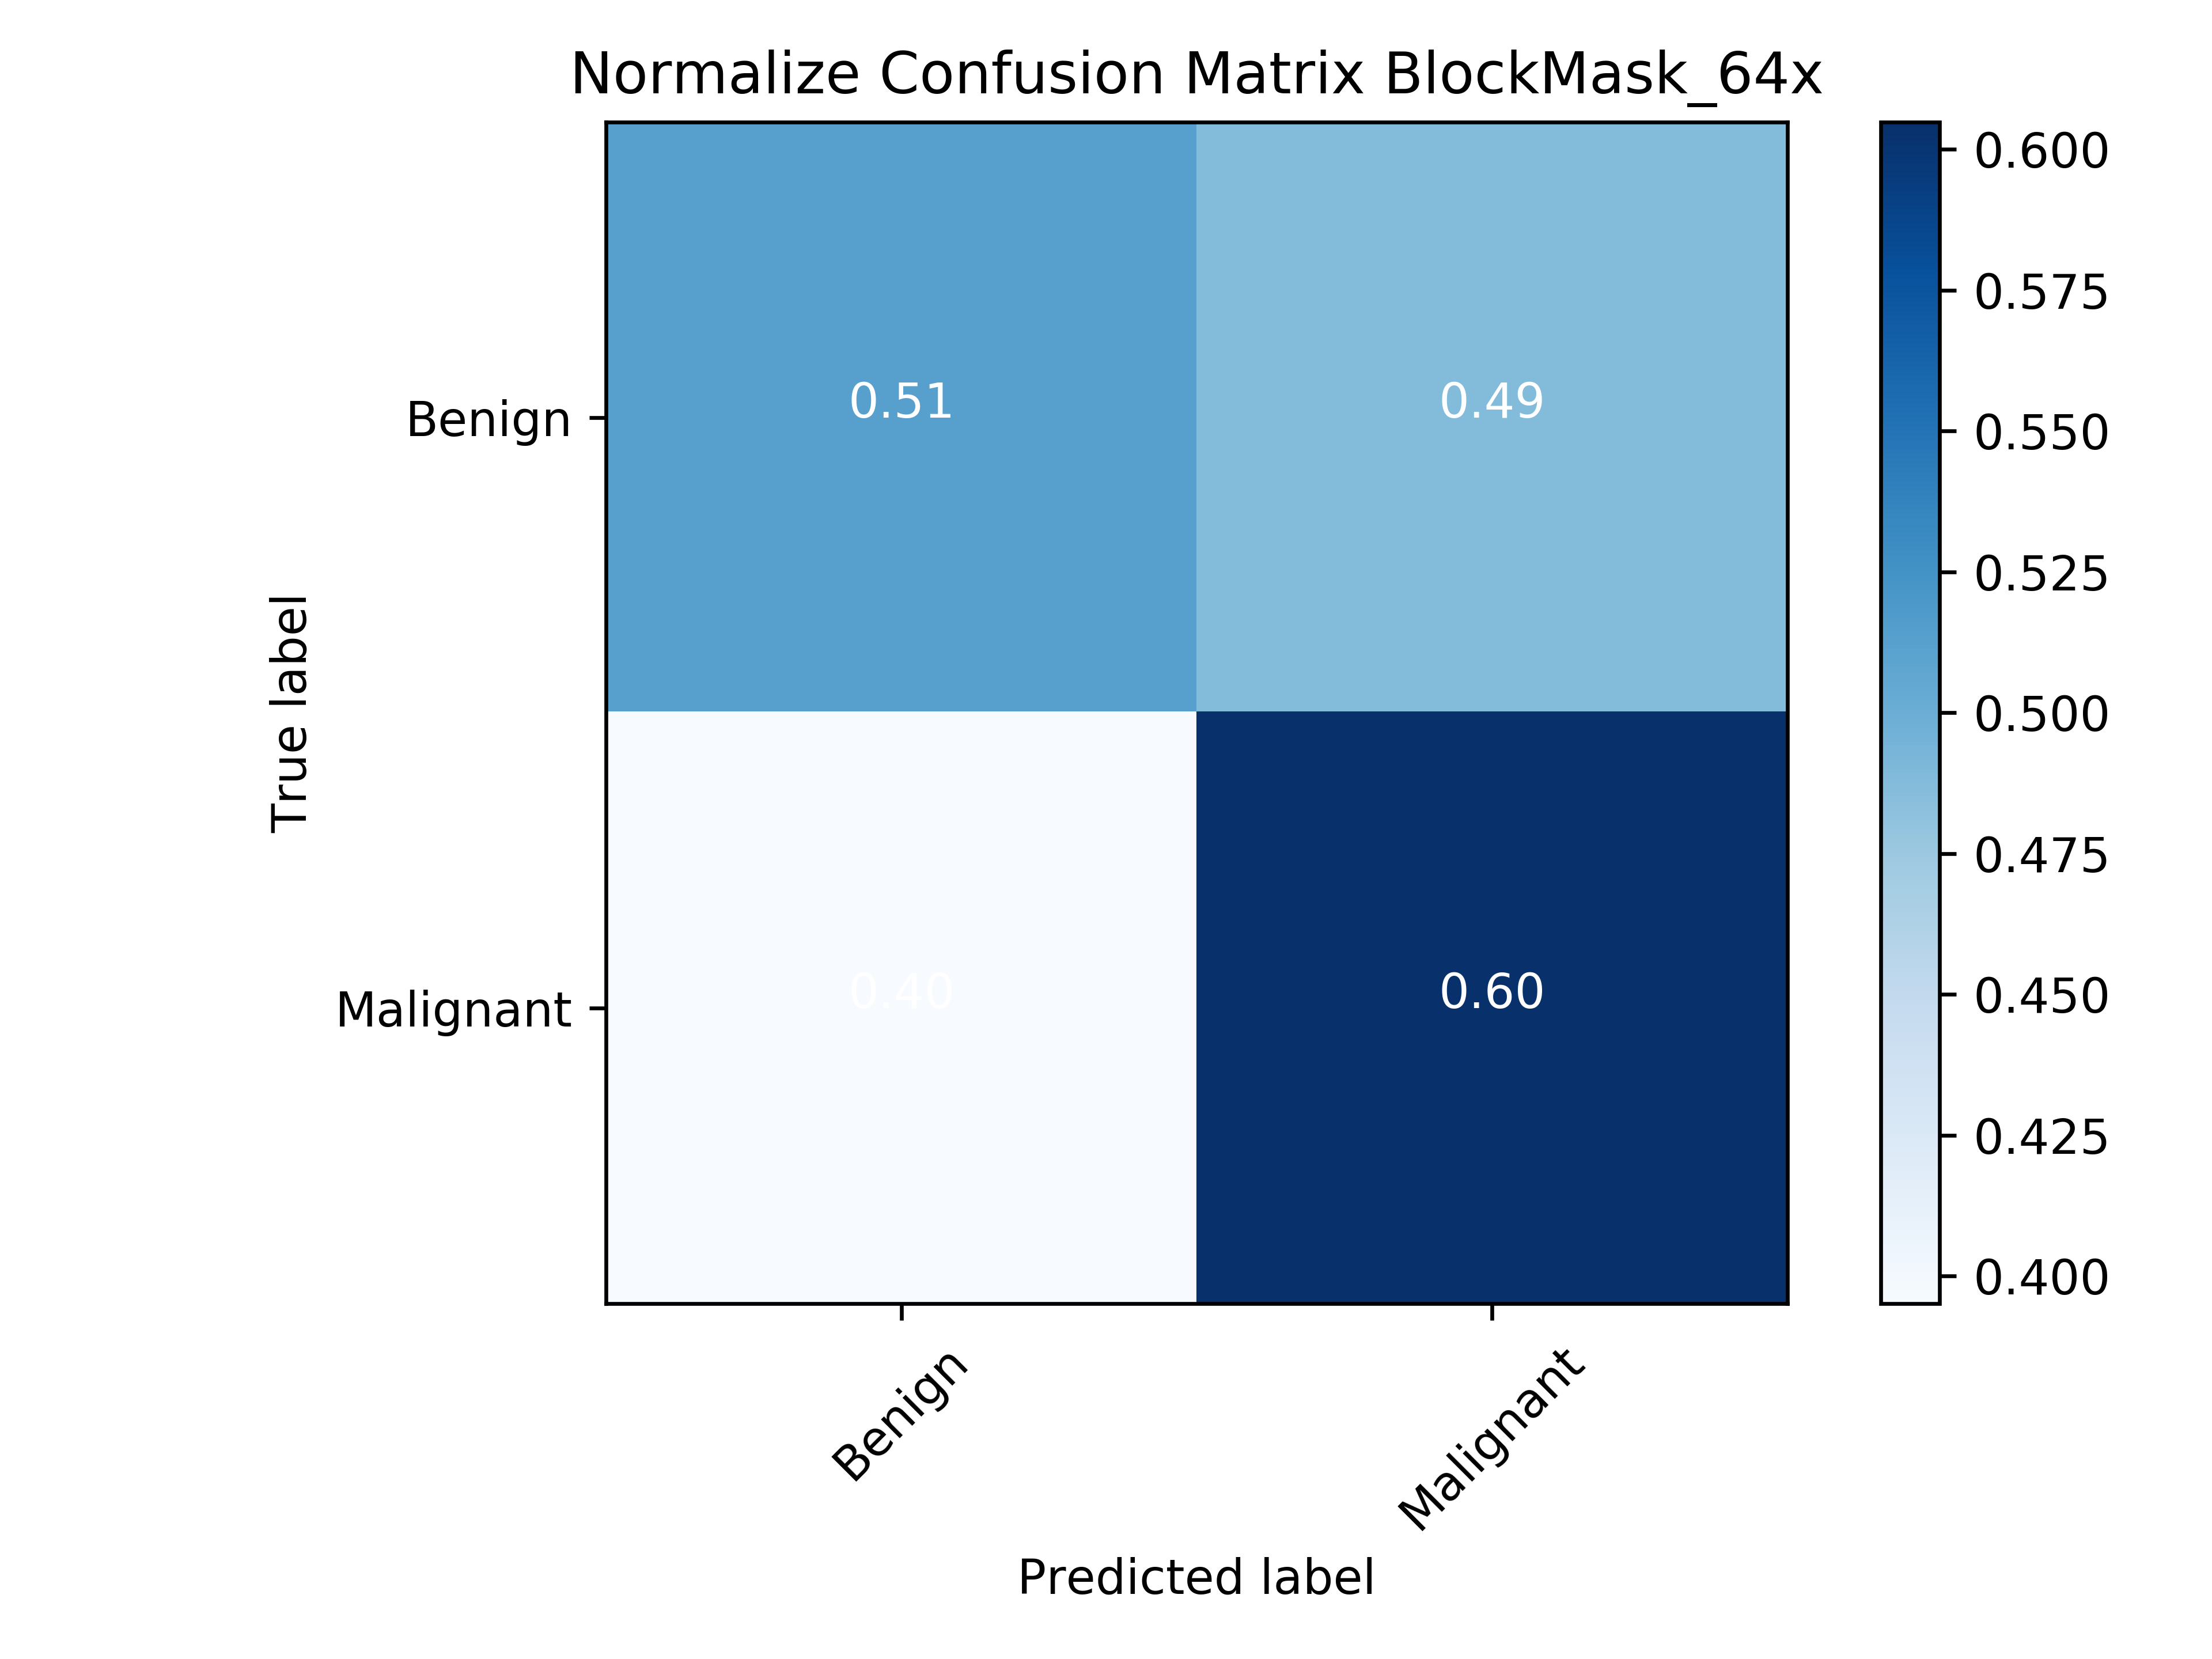 Normalize Confusion Matrix BlockMask_64x
0.600
0.575
0.550
0.525
0.500
0.475
0.450
0.425
0.400
True label
Benign
0.51
0.49
Malignant
0.40
0.60
Benign
Malignant
Predicted label